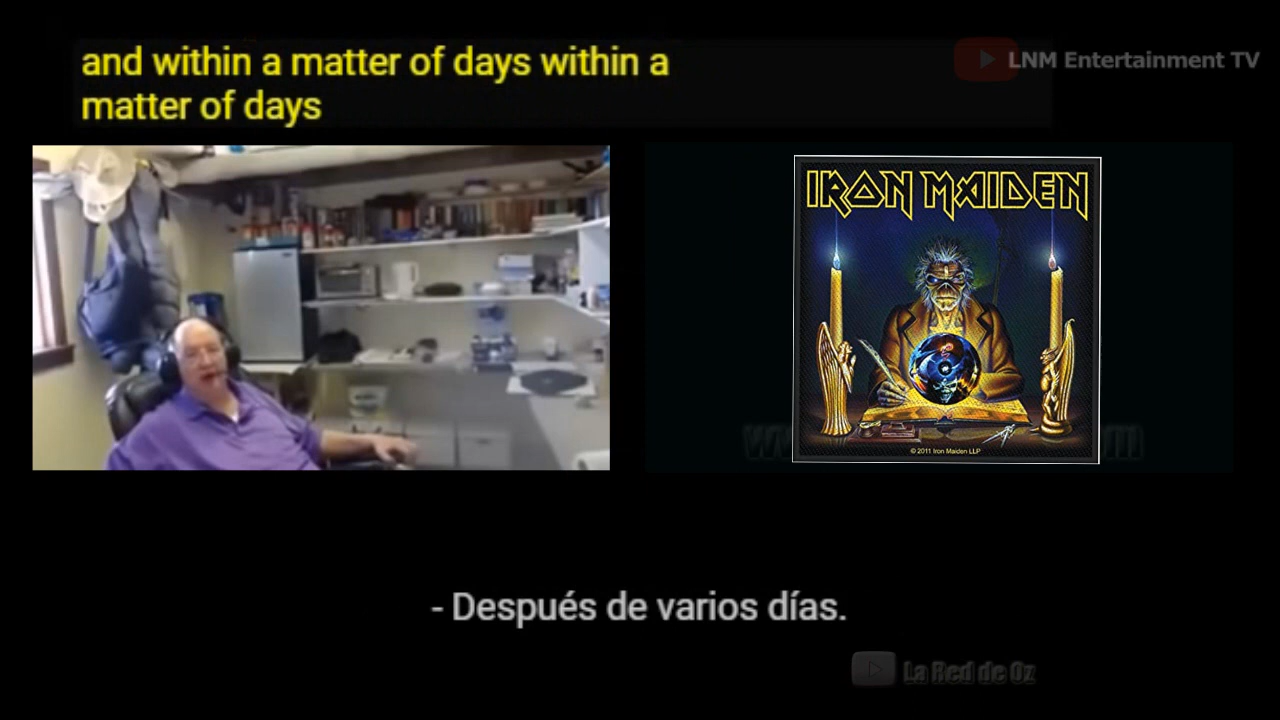 and within a matter of days within a
matter of days
LNM Entertainment TV
IRON MAIDEN
© 2011 Iron Maiden LLP
- Después de varios días.
La Red de Oz